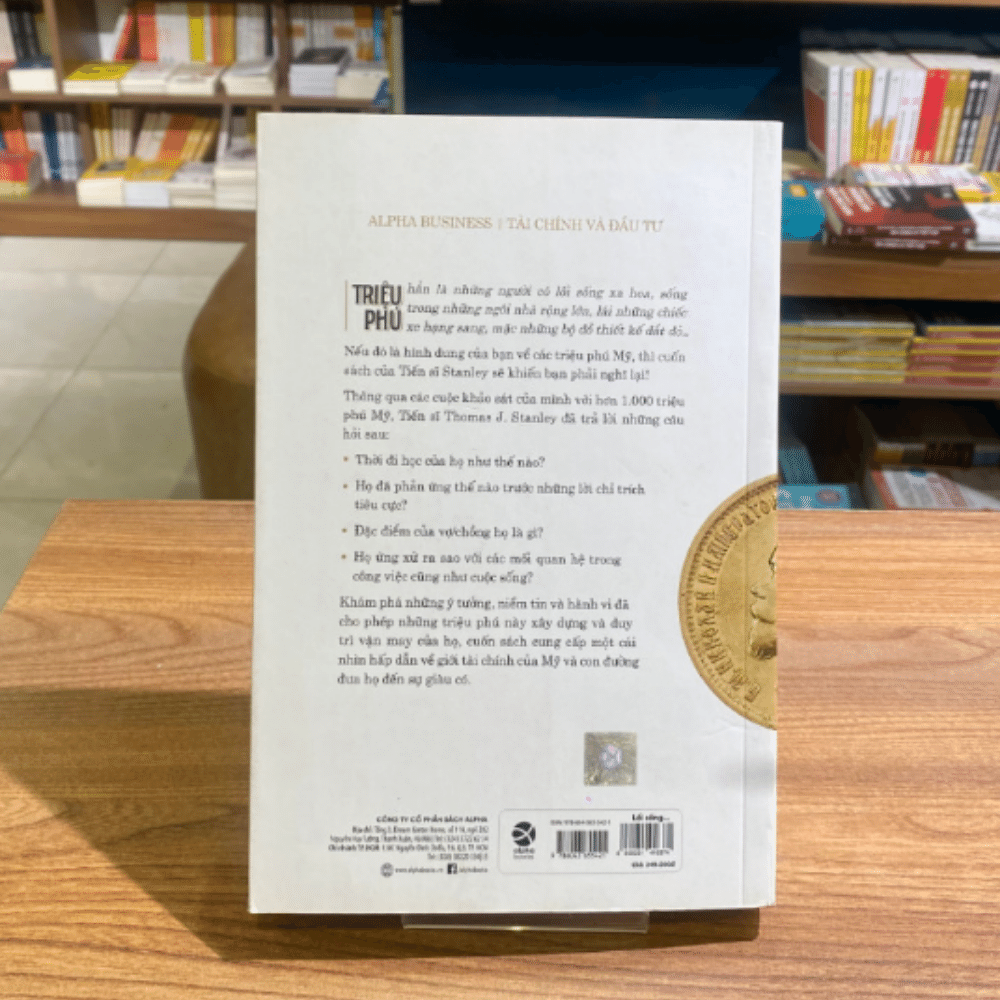 ALPHA BUSINESS | TÀI CHÍNH VÀ ĐẦU TƯ
TRIỆU PHÚ hẳn là những người có lối sống xa hoa, sống
trong những ngôi nhà rộng lớn, lái những chiếc
xe hạng sang, mặc những bộ đồ thiết kế đắt đỏ..
Nếu đó là hình dung của bạn về các triệu phú Mỹ, thì cuốn
sách của Tiến sĩ Stanley sẽ khiến bạn phải nghĩ lại!
Thông qua các cuộc khảo sát của mình với hơn 1.000 triệu
phú Mỹ, Tiến sĩ Thomas J. Stanley đã trả lời những câu
hỏi sau:
• Thời đi học của họ như thế nào?
• Họ đã phản ứng thế nào trước những lời chỉ trích
tiêu cực?
• Đặc điểm của vợ/chồng họ là gì?
• Họ ứng xử ra sao với các mối quan hệ trong
công việc cũng như cuộc sống?
Khám phá những ý tưởng, niềm tin và hành vi đã
cho phép những triệu phú này xây dựng và duy
trì vận may của họ, cuốn sách cung cấp một cái
nhìn hấp dẫn về giới tài chính của Mỹ và con đường
đưa họ đến sự giàu có.
CÔNG TY CỔ PHẦN SÁCH ALPHA
www.alphabooks.vn
alphabooks
alpha
Lối sống...